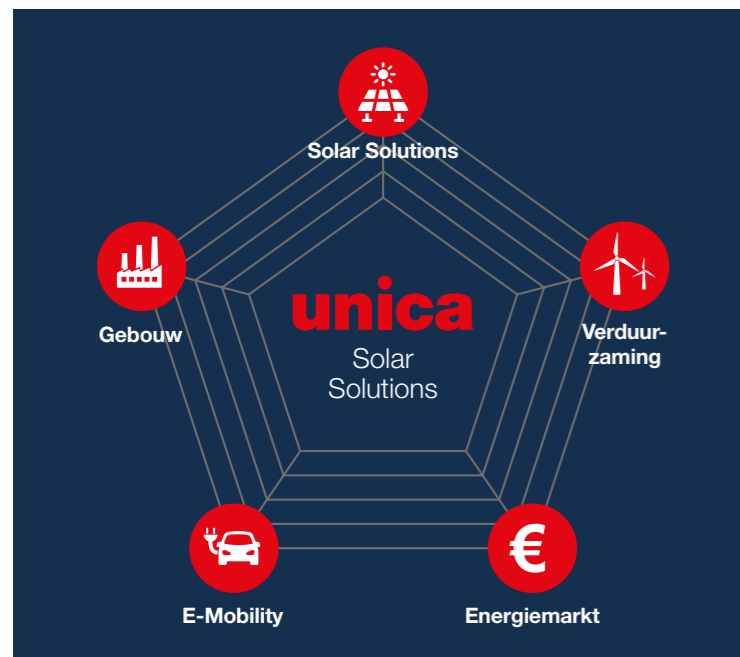 Solar Solutions
Gebouw
unica
Solar
Solutions
Verduur-
zaming
€
E-Mobility
Energiemarkt